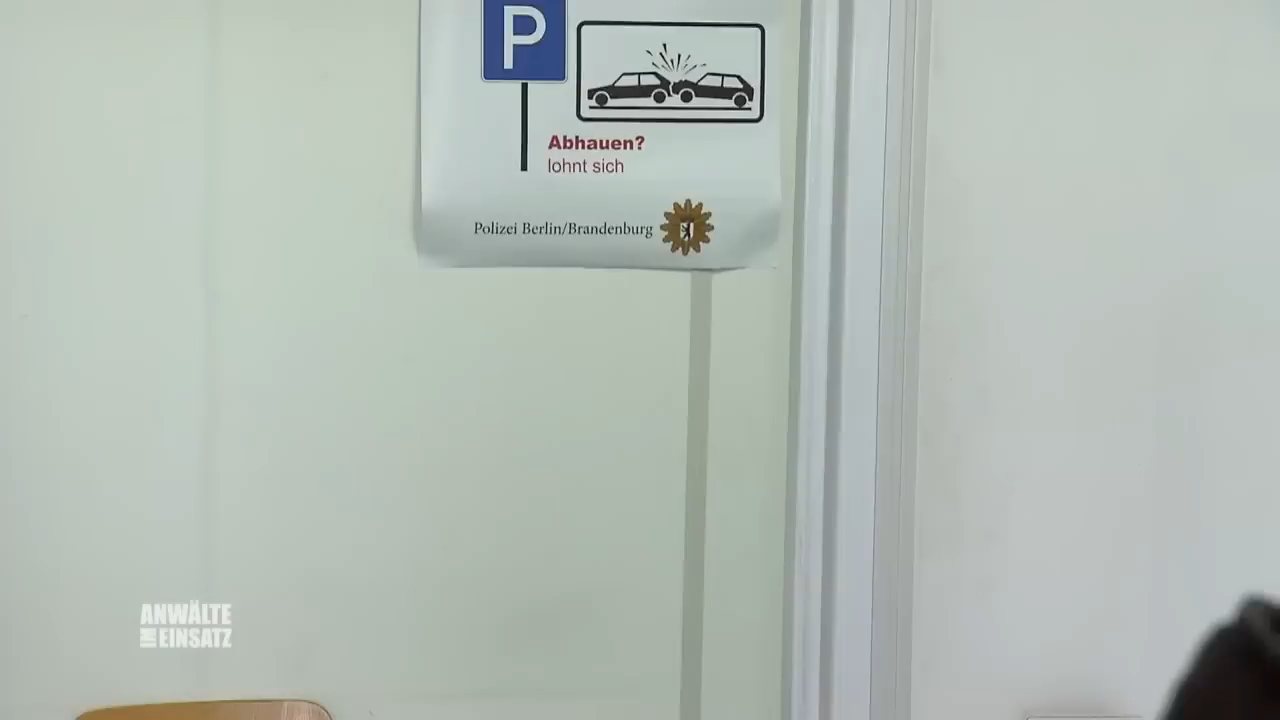 P
Abhauen?
lohnt sich
Polizei Berlin/Brandenburg
ANWÄLTE
IM EINSATZ